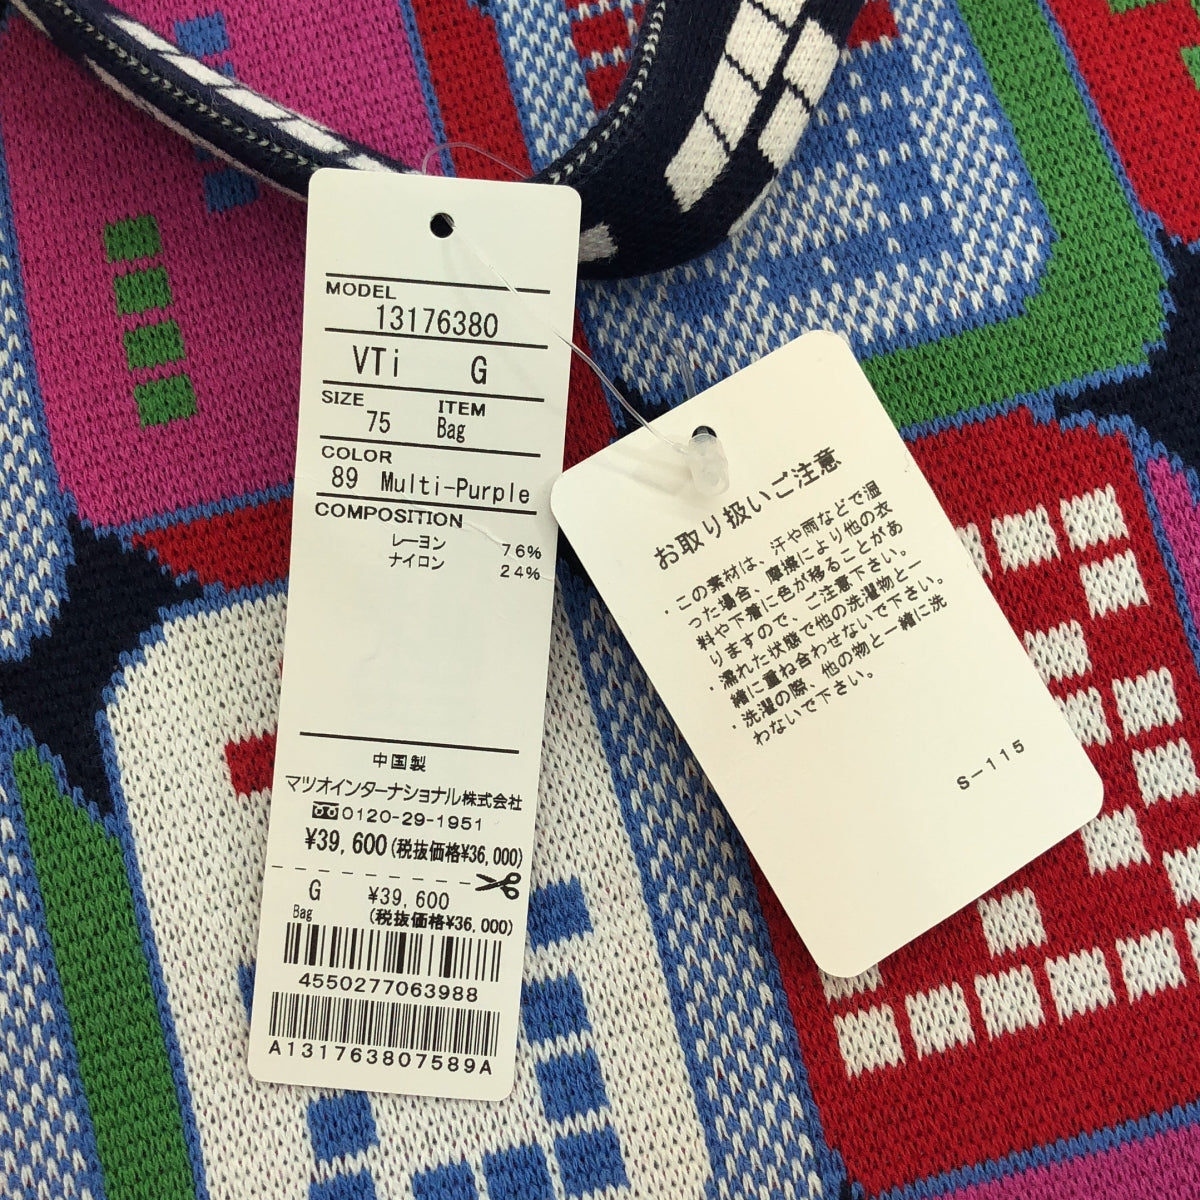 MODEL
13176380
VTi G
SIZE ITEM
75 Bag
COLOR
89 Multi-Purple
COMPOSITION
レーヨン 76%
ナイロン 24%
中国製
マツオインターナショナル株式会社
0120-29-1951
¥39,600(税抜価格¥36,000)
G ¥39,600
Bag (税抜価格¥36,000)
4550277063988
A131763807589A
お取り扱いご注意
・この素材は、汗や雨などで湿
った場合、摩擦により他の衣
料や下着に色が移ることがあ
りますので、ご注意下さい。
・濡れた状態で他の洗濯物と一
緒に重ね合わせないで下さい。
・洗濯の際、他の物と一緒に洗
わないで下さい。
S-115